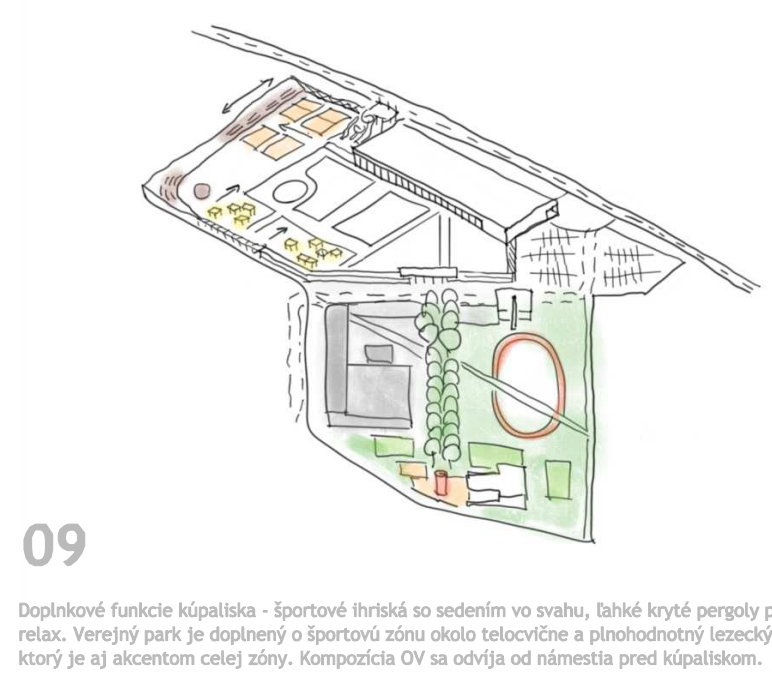 09
Doplnkové funkcie kúpaliska - športové ihriská so sedením vo svahu, ľahké kryté pergoly
relax. Verejný park je doplnený o športovú zónu okolo telocvične a plnohodnotný lezecký
ktorý je aj akcentom celej zóny. Kompozícia OV sa odvíja od námestia pred kúpaliskom.